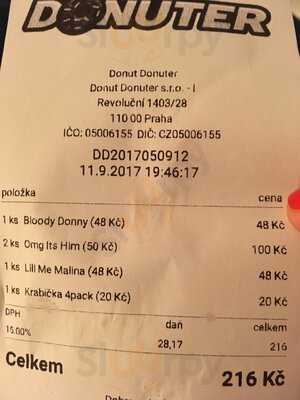 DONUTER
Donut Donuter
Donut Donuter s.r.o. - I
Revoluční 1403/28
110 00 Praha
IČO: 05006155 DIČ: CZ05006155
DD2017050912
11.9.2017 19:46:17
položka cena
1 ks Bloody Donny (48 Kč) 48 Kč
2 ks Omg Its Him (50 Kč) 100 Kč
1 ks Lili Me Malina (48 Kč) 48 Kč
1 ks Krabička 4pack (20 Kč) 20 Kč
DPH daň celkem
15.00% 28,17 216
Celkem 216 Kč